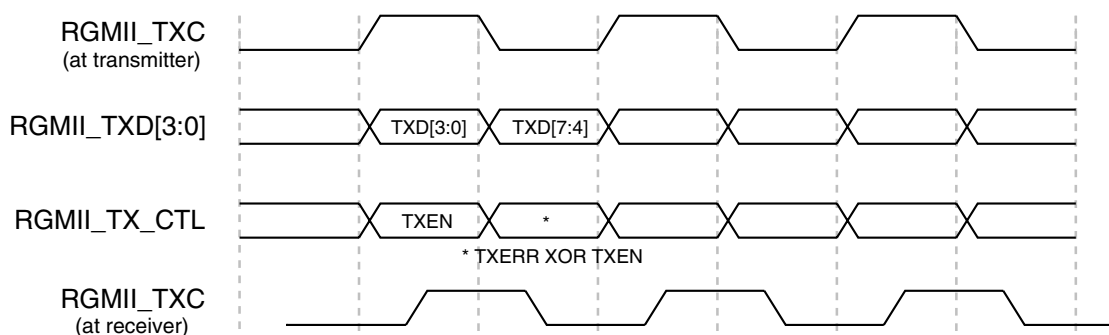 RGMII_TXC
(at transmitter)
RGMII_TXD[3:0]
TXD[3:0]
TXD[7:4]
RGMII_TX_CTL
TXEN
*
* TXERR XOR TXEN
RGMII_TXC
(at receiver)